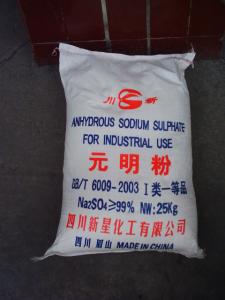 川 新
ANHYDROUS SODIUM SULPHATE
FOR INDUSTRIAL USE
元明粉
GB/T 6009-2003 I类一等品
Na₂SO₄≥99% NW:25Kg
四川新星化工有限公司
四川 眉山 MADE IN CHINA